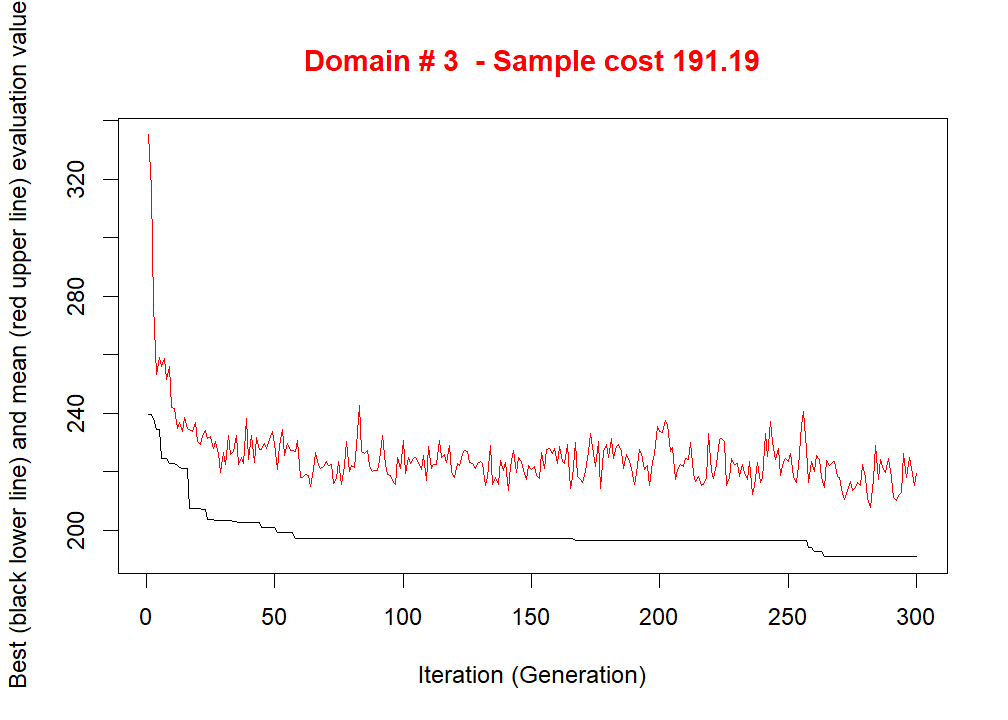 Domain # 3  - Sample cost 191.19
Best (black lower line) and mean (red upper line) evaluation value
320
280
240
200
0 50 100 150 200 250 300
Iteration (Generation)